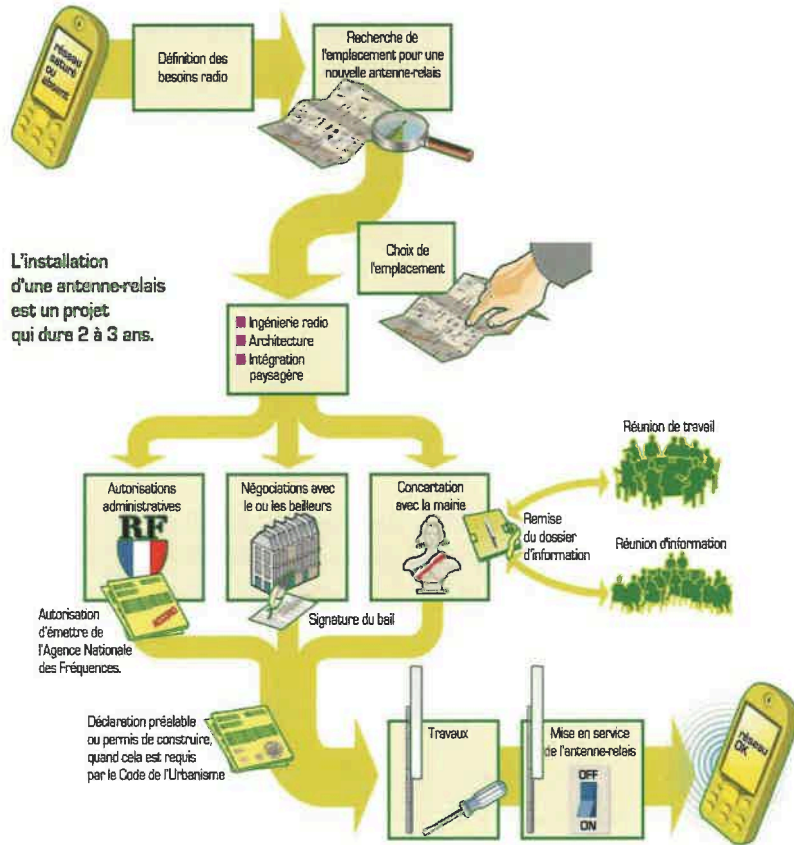 réseau
saturé
ou
absent
Définition des
besoins radio
Recherche de
l'emplacement pour une
nouvelle antenne-relais
Choix de
l'emplacement
L'installation
d'une antenne-relais
est un projet
qui dure 2 à 3 ans.
Ingénierie radio
Architecture
Intégration
paysagère
Autorisations
administratives
RF
Négociations avec
le ou les bailleurs
Concertation
avec la mairie
Remise
du dossier
d'information
Réunion de travail
Réunion d'information
Autorisation
d'émettre de
l'Agence Nationale
des Fréquences.
Signature du bail
Déclaration préalable
ou permis de construire,
quand cela est requis
par le Code de l'Urbanisme
Travaux
Mise en service
de l'antenne-relais
OFF
ON
réseau
OK